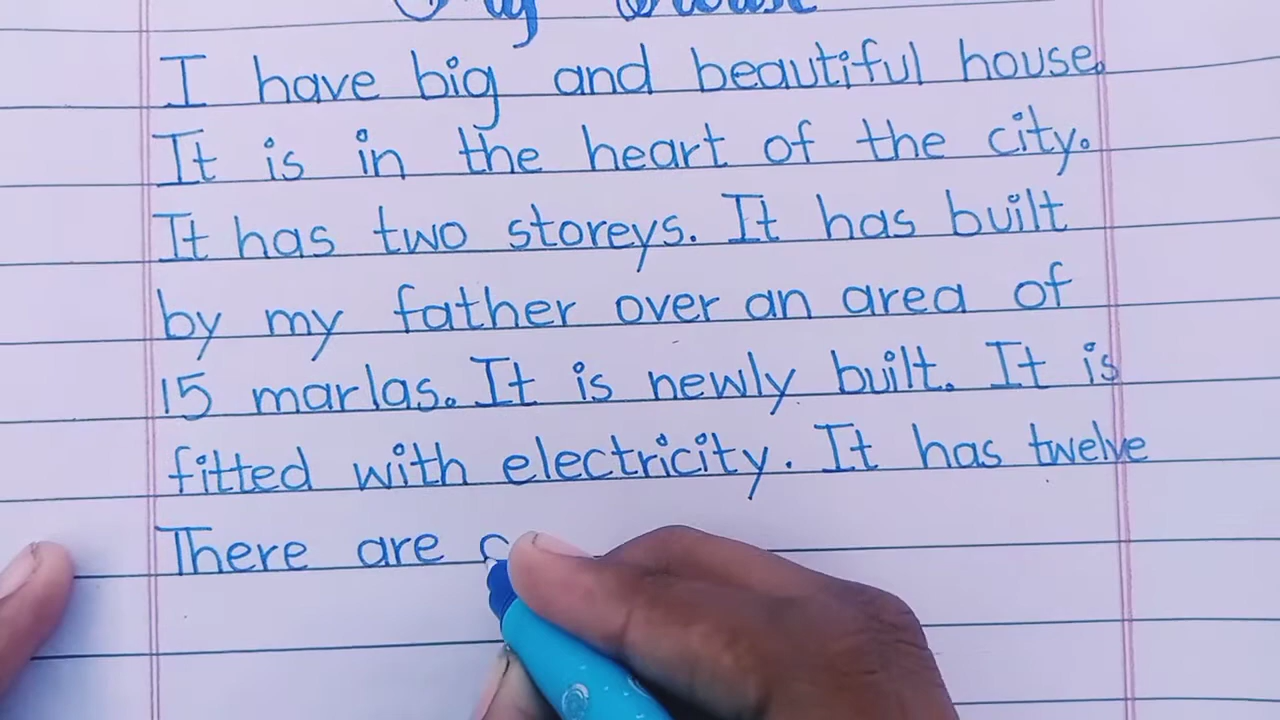 My House
I have big and beautiful house.
It is in the heart of the city.
It has two storeys. It has built
by my father over an area of
15 marlas. It is newly built. It is
fitted with electricity. It has twelve
There are